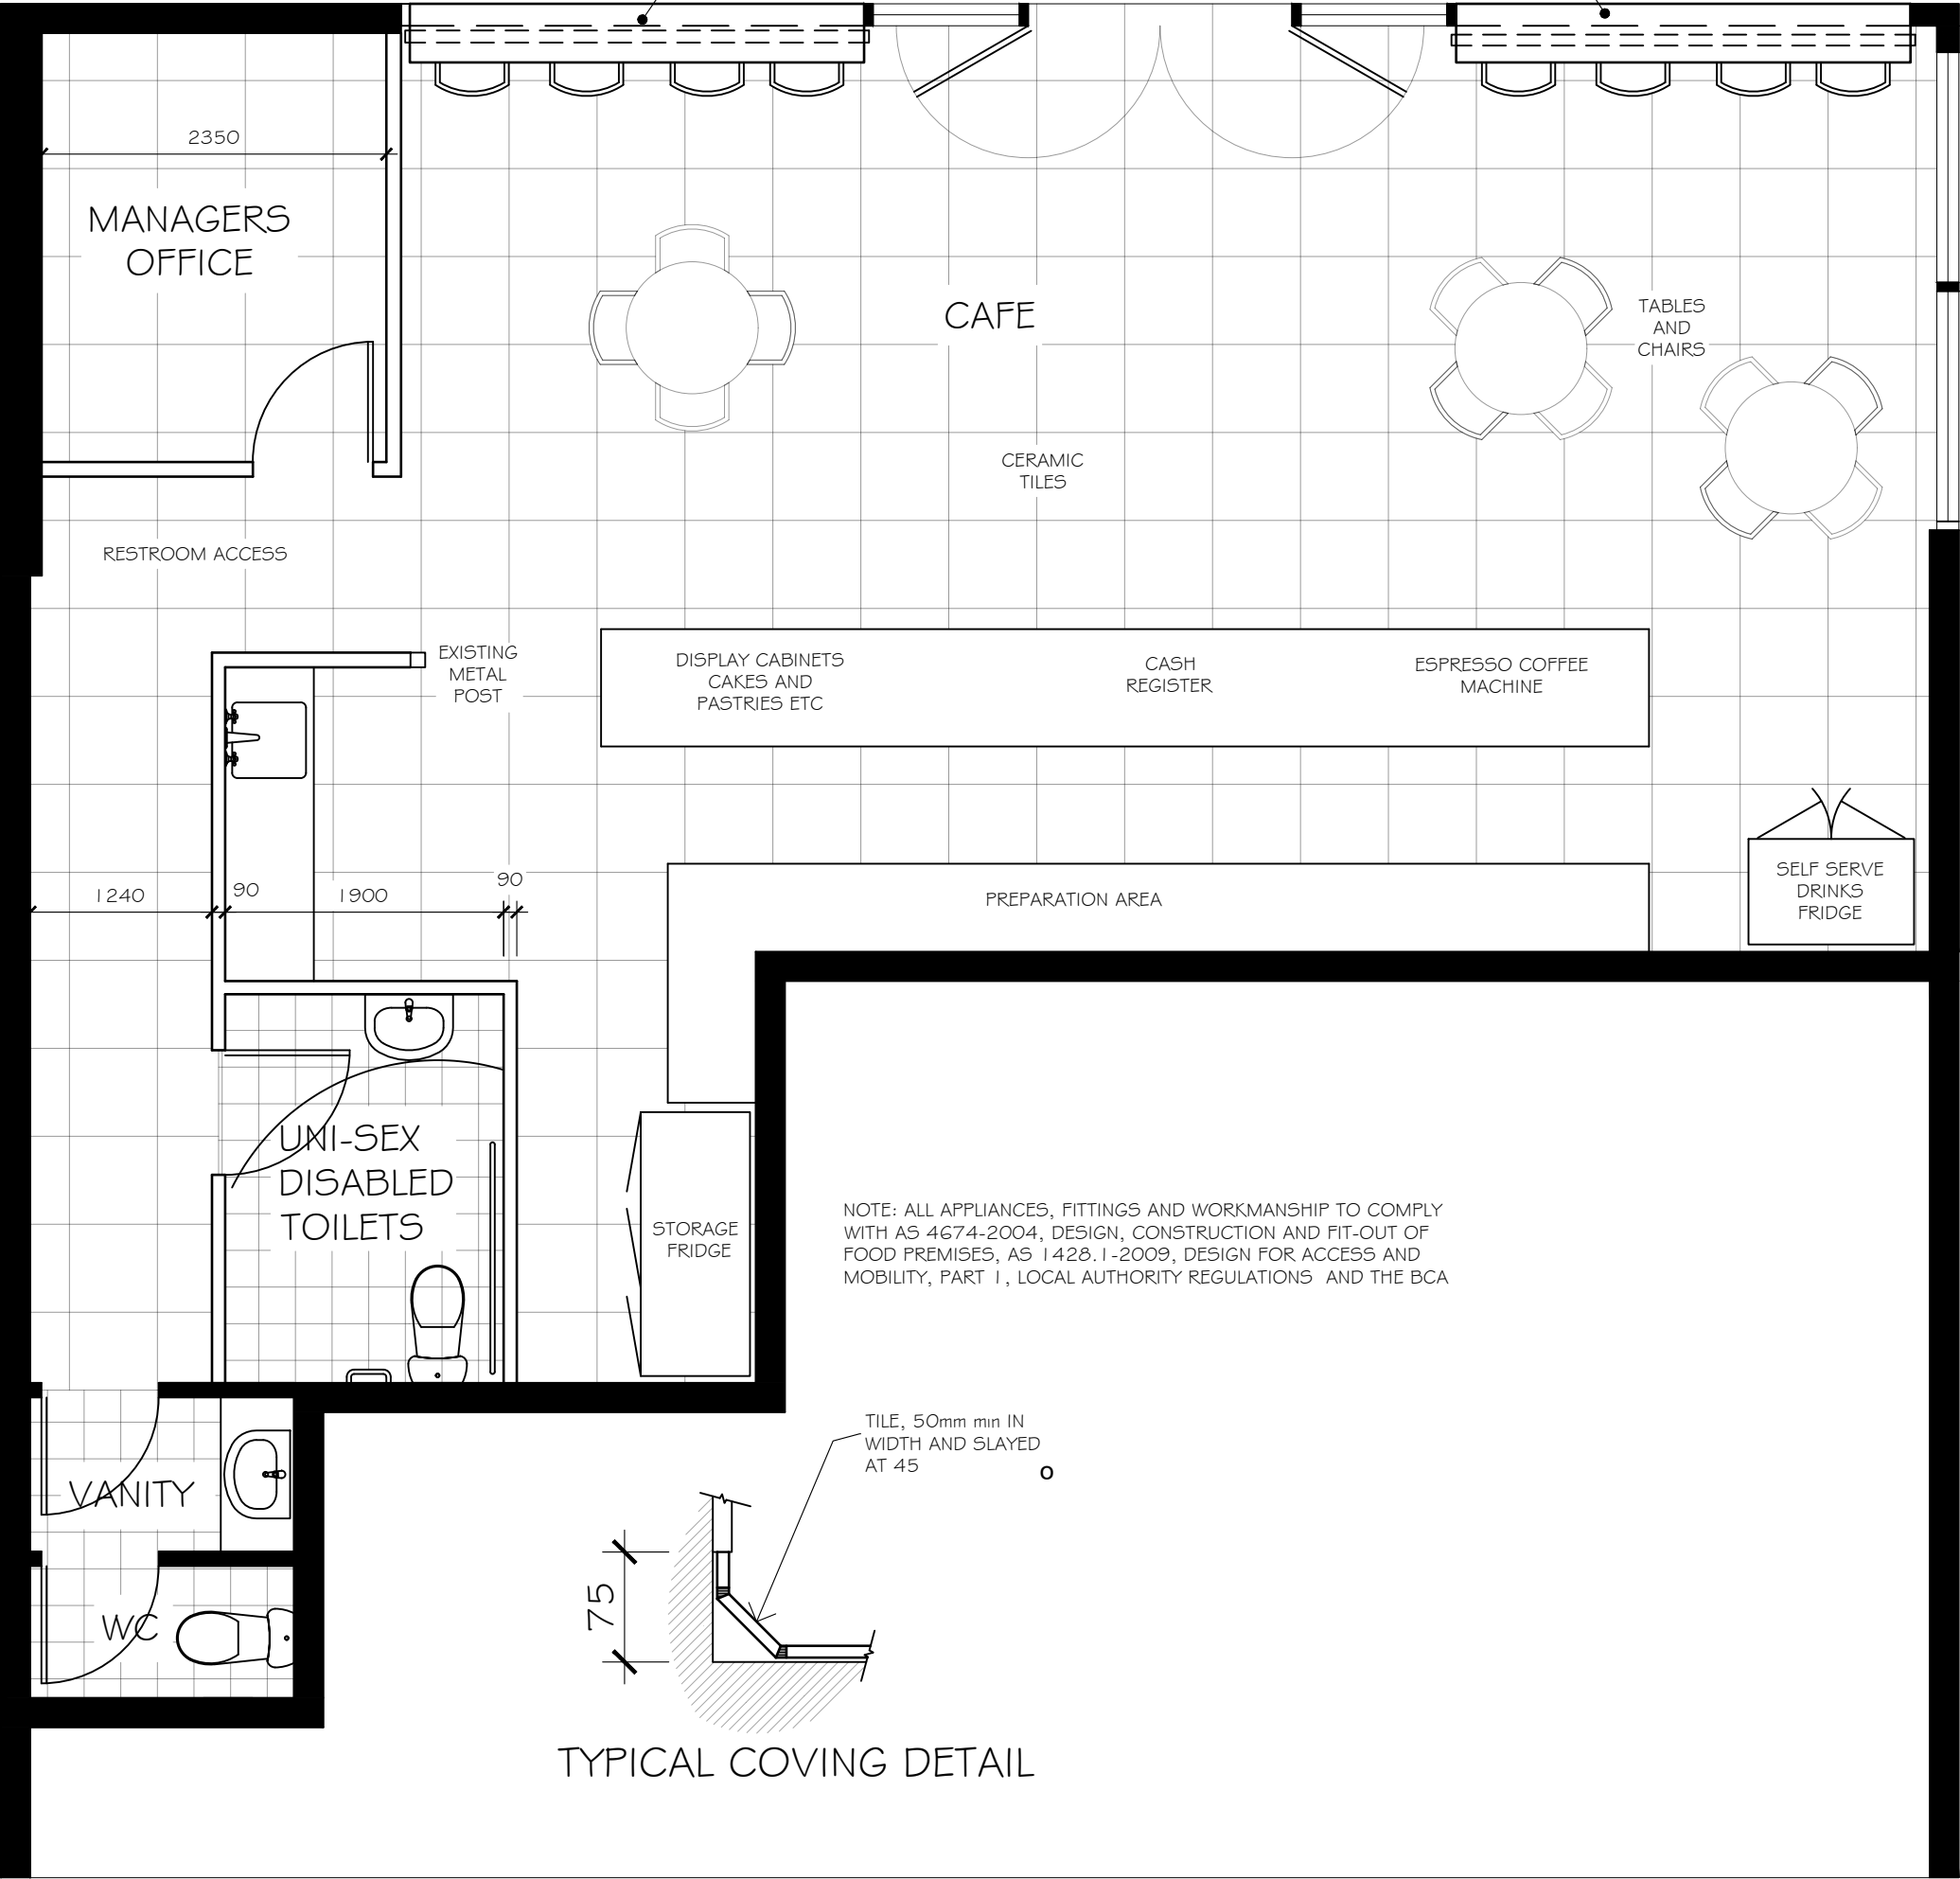 2350
MANAGERS
OFFICE
CAFE
TABLES
AND
CHAIRS
CERAMIC
TILES
RESTROOM ACCESS
EXISTING
METAL
POST
DISPLAY CABINETS
CAKES AND
PASTRIES ETC
CASH
REGISTER
ESPRESSO COFFEE
MACHINE
1240
90
1900
90
PREPARATION AREA
SELF SERVE
DRINKS
FRIDGE
UNI-SEX
DISABLED
TOILETS
STORAGE
FRIDGE
NOTE: ALL APPLIANCES, FITTINGS AND WORKMANSHIP TO COMPLY
WITH AS 4674-2004, DESIGN, CONSTRUCTION AND FIT-OUT OF
FOOD PREMISES, AS 1428.1-2009, DESIGN FOR ACCESS AND
MOBILITY, PART 1, LOCAL AUTHORITY REGULATIONS AND THE BCA
TILE, 50mm min IN
WIDTH AND SLAYED
AT 45 o
VANITY
WC
75
TYPICAL COVING DETAIL